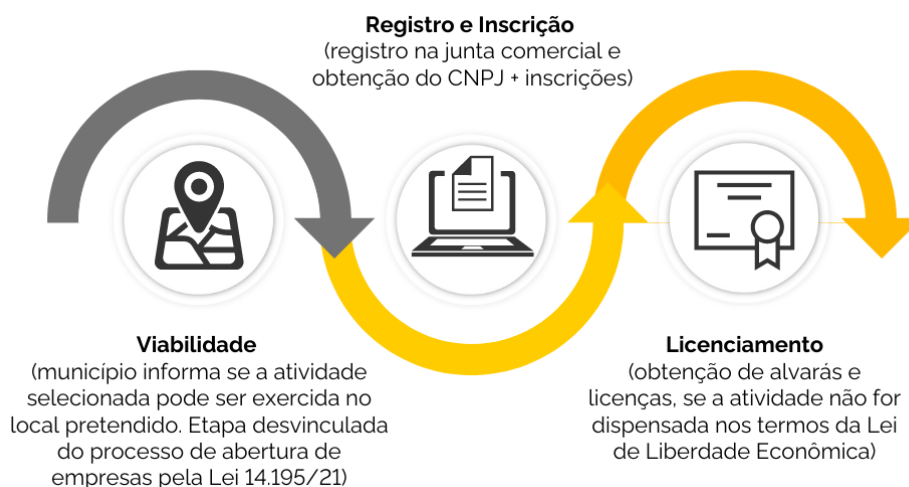 Registro e Inscrição
(registro na junta comercial e
obtenção do CNPJ + inscrições)
Viabilidade
(município informa se a atividade
selecionada pode ser exercida no
local pretendido. Etapa desvinculada
do processo de abertura de
empresas pela Lei 14.195/21)
Licenciamento
(obtenção de alvarás e
licenças, se a atividade não for
dispensada nos termos da Lei
de Liberdade Econômica)